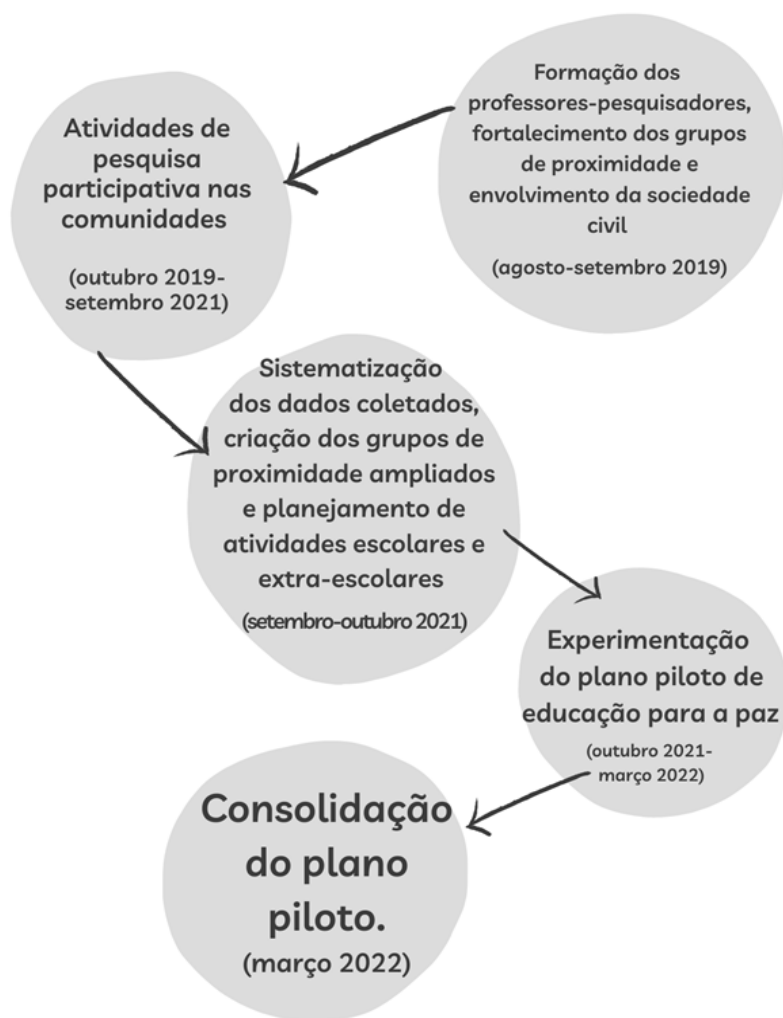 Formação dos
professores-pesquisadores,
fortalecimento dos grupos
de proximidade e
envolvimento da sociedade
civil
(agosto-setembro 2019)
Atividades de
pesquisa
participativa nas
comunidades
(outubro 2019-
setembro 2021)
Sistematização
dos dados coletados,
criação dos grupos de
proximidade ampliados
e planejamento de
atividades escolares e
extra-escolares
(setembro-outubro 2021)
Experimentação
do plano piloto de
educação para a paz
(outubro 2021-
março 2022)
Consolidação
do plano
piloto.
(março 2022)